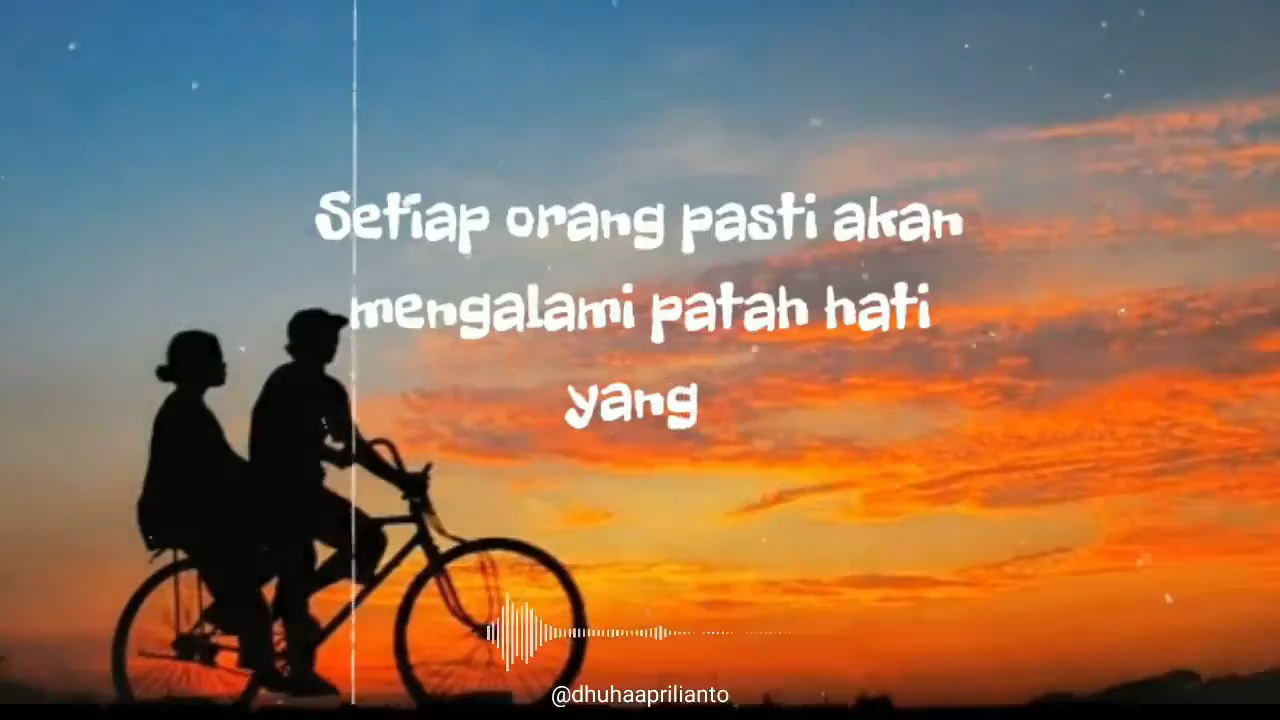 Setiap orang pasti akan
mengalami patah hati
yang
@dhuhaaprilianto